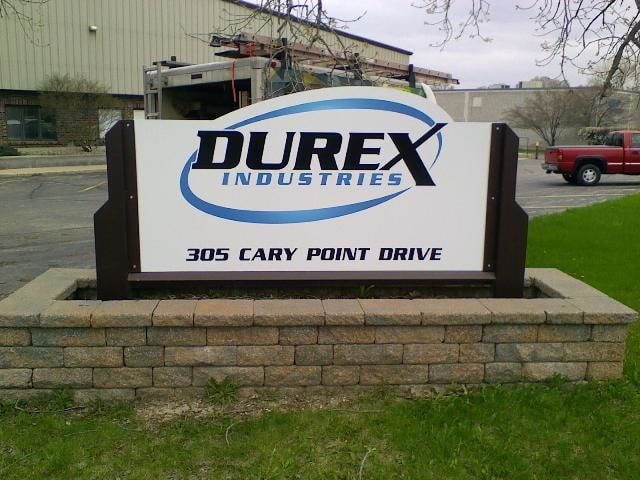 DUREX
INDUSTRIES
305 CARY POINT DRIVE